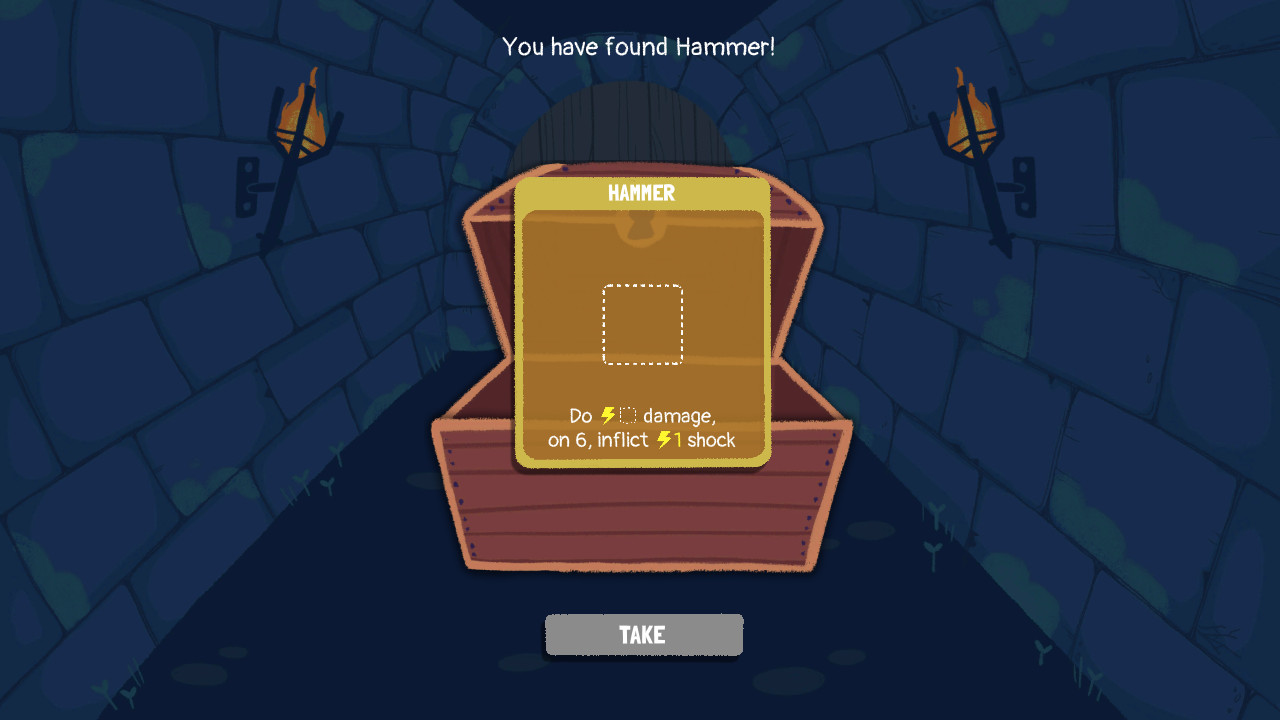 You have found Hammer!
HAMMER
Do damage,
on 6, inflict 1 shock
TAKE